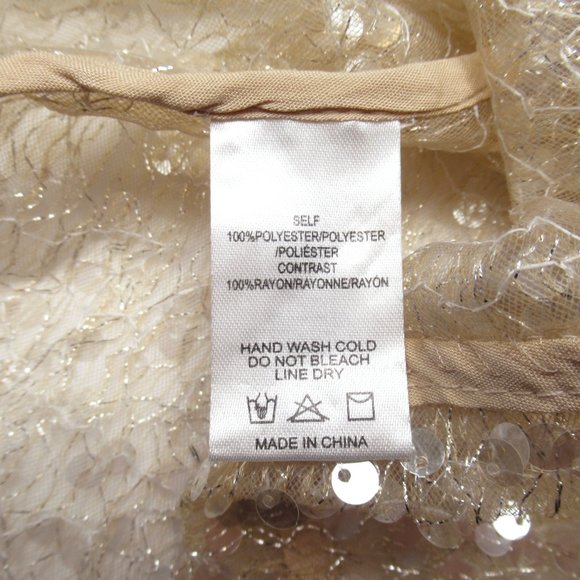 SELF
100%POLYESTER/POLYESTER
/POLIÉSTER
CONTRAST
100%RAYON/RAYONNE/RAYÓN
HAND WASH COLD
DO NOT BLEACH
LINE DRY
MADE IN CHINA